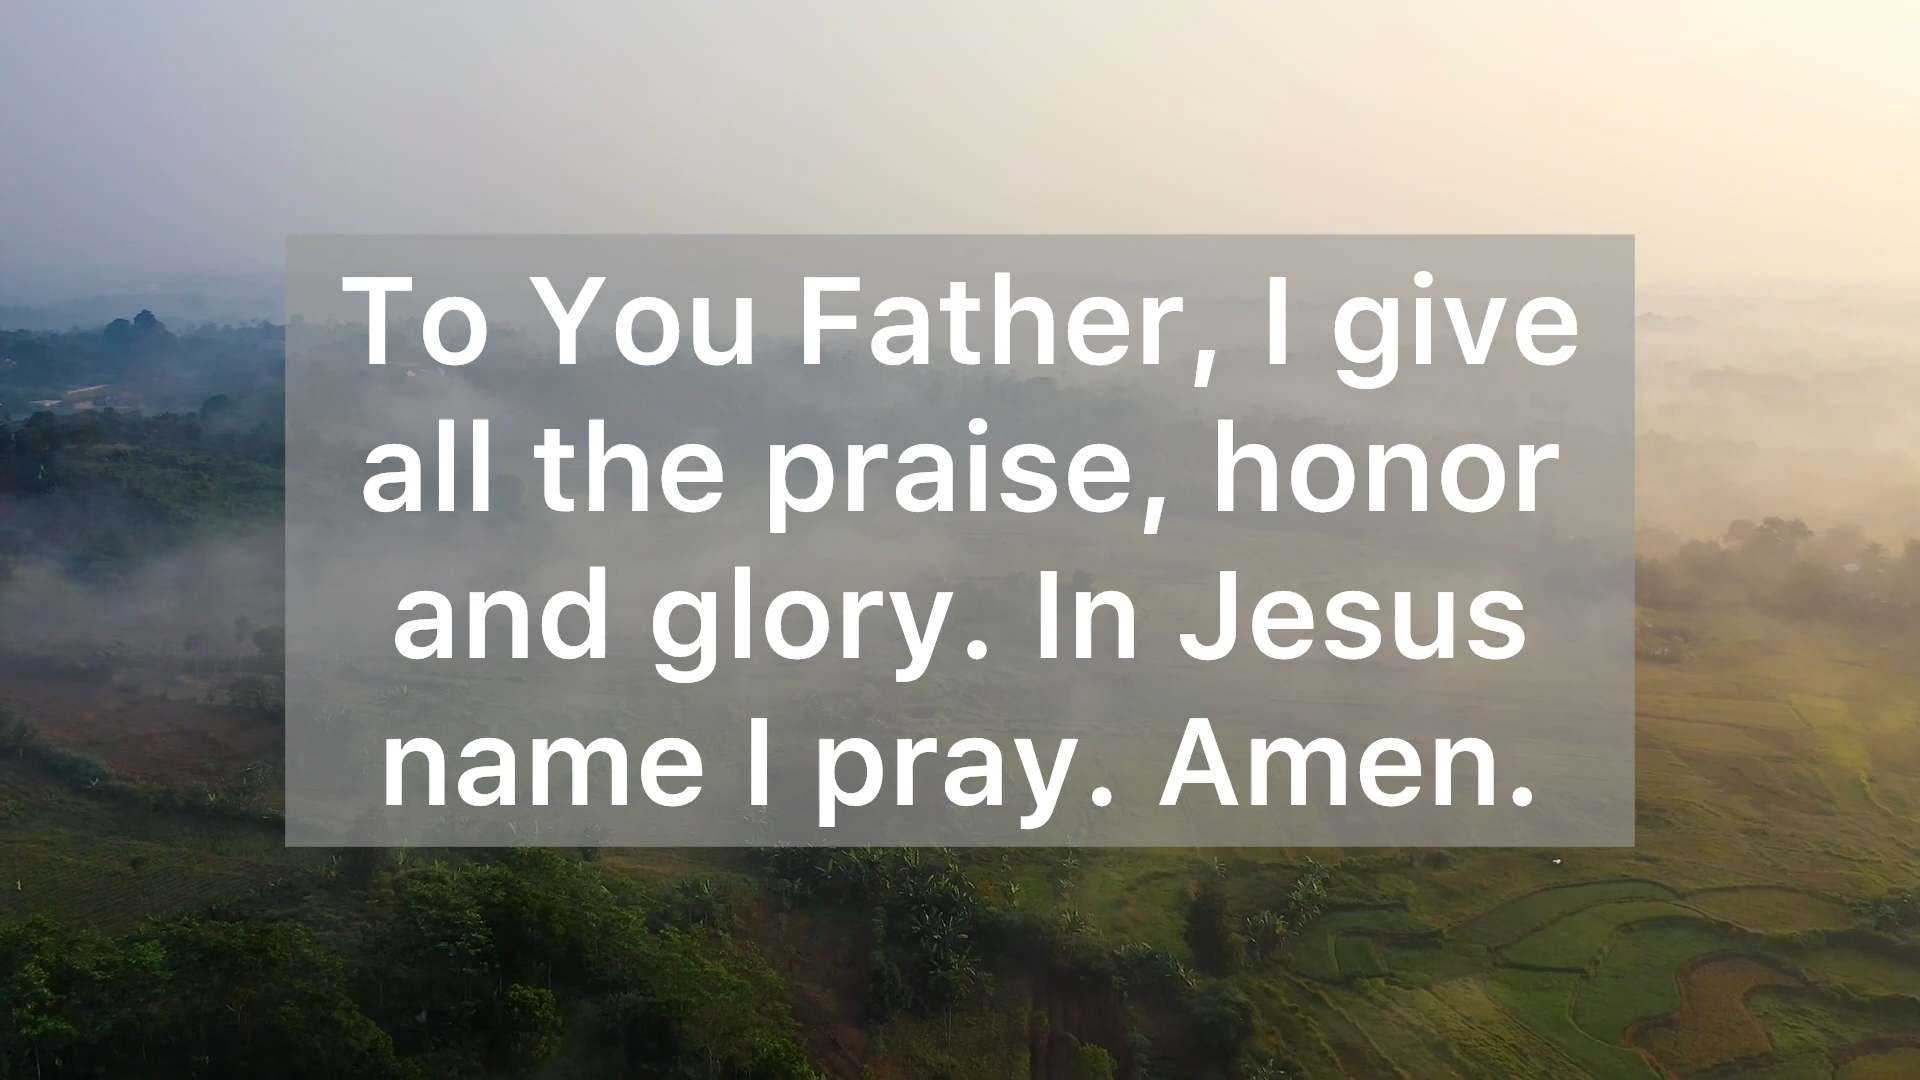 To You Father, I give
all the praise, honor
and glory. In Jesus
name I pray. Amen.